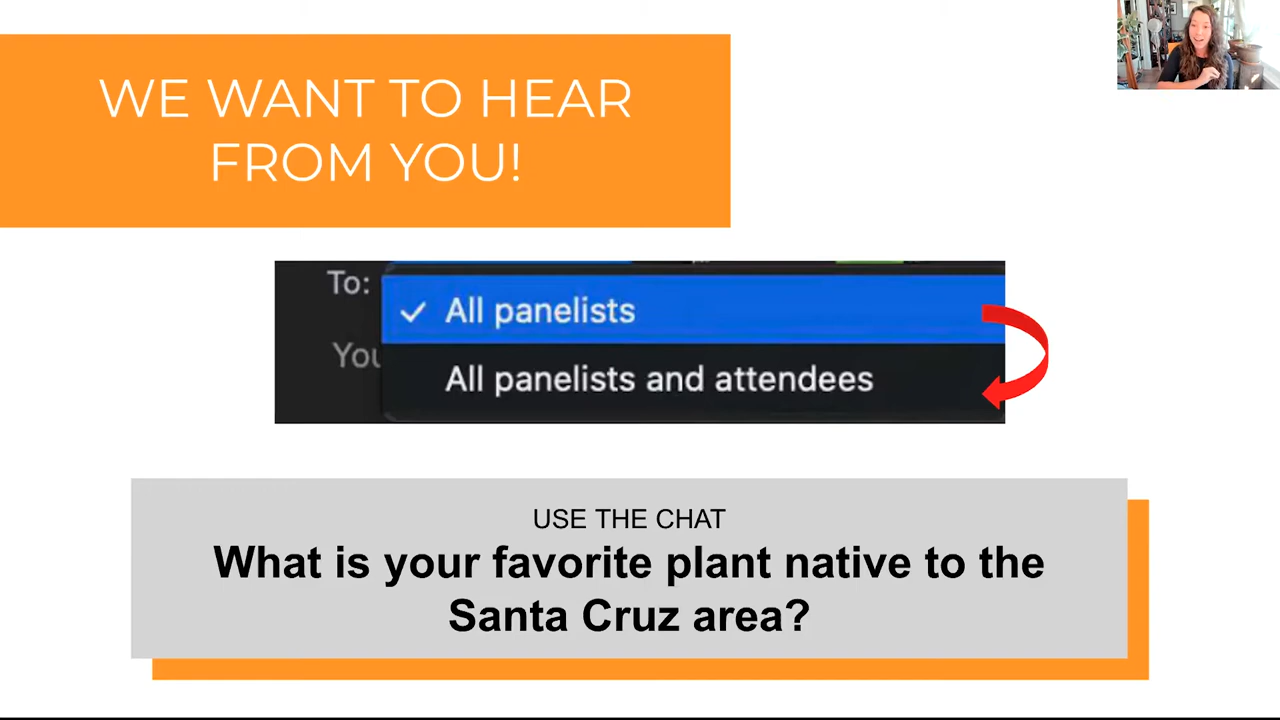 WE WANT TO HEAR
FROM YOU!
To:
✓ All panelists
You
All panelists and attendees
USE THE CHAT
What is your favorite plant native to the
Santa Cruz area?